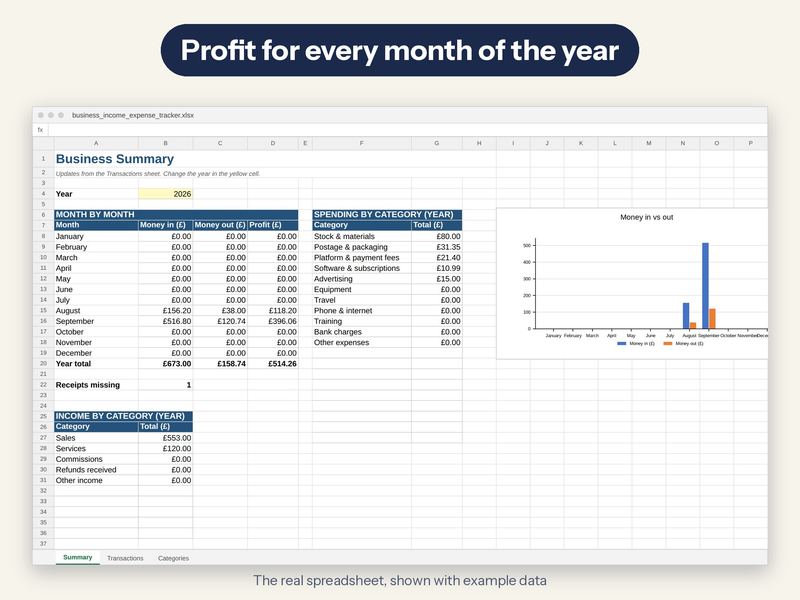 Profit for every month of the year
business_income_expense_tracker.xlsx
fx
A B C D E F G H I J K L M N O P
1 Business Summary
2 Updates from the Transactions sheet. Change the year in the yellow cell.
3
4 Year 2026
5
6 MONTH BY MONTH SPENDING BY CATEGORY (YEAR)
7 Month Money in (£) Money out (£) Profit (£) Category Total (£)
8 January £0.00 £0.00 £0.00 Stock & materials £80.00
9 February £0.00 £0.00 £0.00 Postage & packaging £31.35
10 March £0.00 £0.00 £0.00 Platform & payment fees £21.40
11 April £0.00 £0.00 £0.00 Software & subscriptions £10.99
12 May £0.00 £0.00 £0.00 Advertising £15.00
13 June £0.00 £0.00 £0.00 Equipment £0.00
14 July £0.00 £0.00 £0.00 Travel £0.00
15 August £156.20 £38.00 £118.20 Phone & internet £0.00
16 September £516.80 £120.74 £396.06 Training £0.00
17 October £0.00 £0.00 £0.00 Bank charges £0.00
18 November £0.00 £0.00 £0.00 Other expenses £0.00
19 December £0.00 £0.00 £0.00
20 Year total £673.00 £158.74 £514.26
21
22 Receipts missing 1
23
24
25 INCOME BY CATEGORY (YEAR)
26 Category Total (£)
27 Sales £553.00
28 Services £120.00
29 Commissions £0.00
30 Refunds received £0.00
31 Other income £0.00
32
33
34
35
36
37
Money in vs out
500
400
300
200
100
0
January February March April May June July August September October November Decem
Money in (£) Money out (£)
Summary Transactions Categories
The real spreadsheet, shown with example data